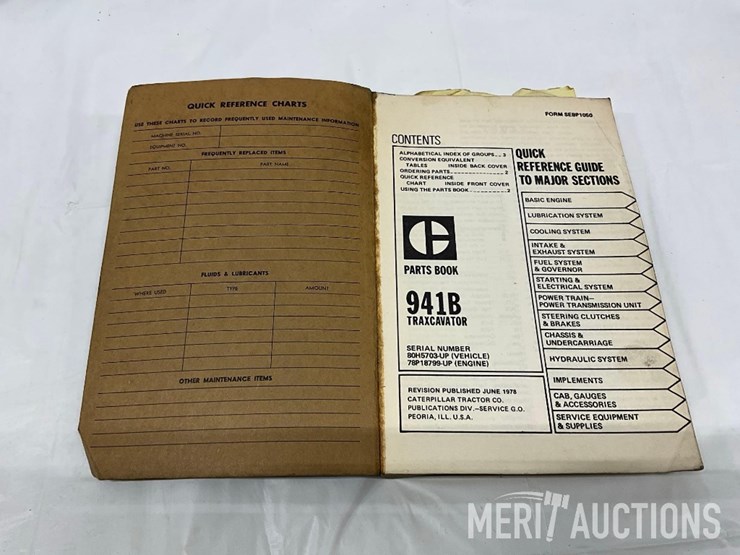 QUICK REFERENCE CHARTS
USE THESE CHARTS TO RECORD FREQUENTLY USED MAINTENANCE INFORMATION
MACHINE SERIAL NO.
EQUIPMENT NO.
FREQUENTLY REPLACED ITEMS
PART NO. PART NAME
FLUIDS & LUBRICANTS
WHERE USED TYPE AMOUNT
OTHER MAINTENANCE ITEMS
FORM SEBP1050
CONTENTS
ALPHABETICAL INDEX OF GROUPS 3
CONVERSION EQUIVALENT
TABLES INSIDE BACK COVER
ORDERING PARTS 2
QUICK REFERENCE
CHART INSIDE FRONT COVER
USING THE PARTS BOOK 2
PARTS BOOK
941B
TRAXCAVATOR
SERIAL NUMBER
80H5703-UP (VEHICLE)
78P18799-UP (ENGINE)
REVISION PUBLISHED JUNE 1978
CATERPILLAR TRACTOR CO.
PUBLICATIONS DIV.–SERVICE G.O.
PEORIA, ILL. U.S.A.
QUICK
REFERENCE GUIDE
TO MAJOR SECTIONS
BASIC ENGINE
LUBRICATION SYSTEM
COOLING SYSTEM
INTAKE &
EXHAUST SYSTEM
FUEL SYSTEM
& GOVERNOR
STARTING &
ELECTRICAL SYSTEM
POWER TRAIN–
POWER TRANSMISSION UNIT
STEERING CLUTCHES
& BRAKES
CHASSIS &
UNDERCARRIAGE
HYDRAULIC SYSTEM
IMPLEMENTS
CAB, GAUGES
& ACCESSORIES
SERVICE EQUIPMENT
& SUPPLIES
MERIT AUCTIONS